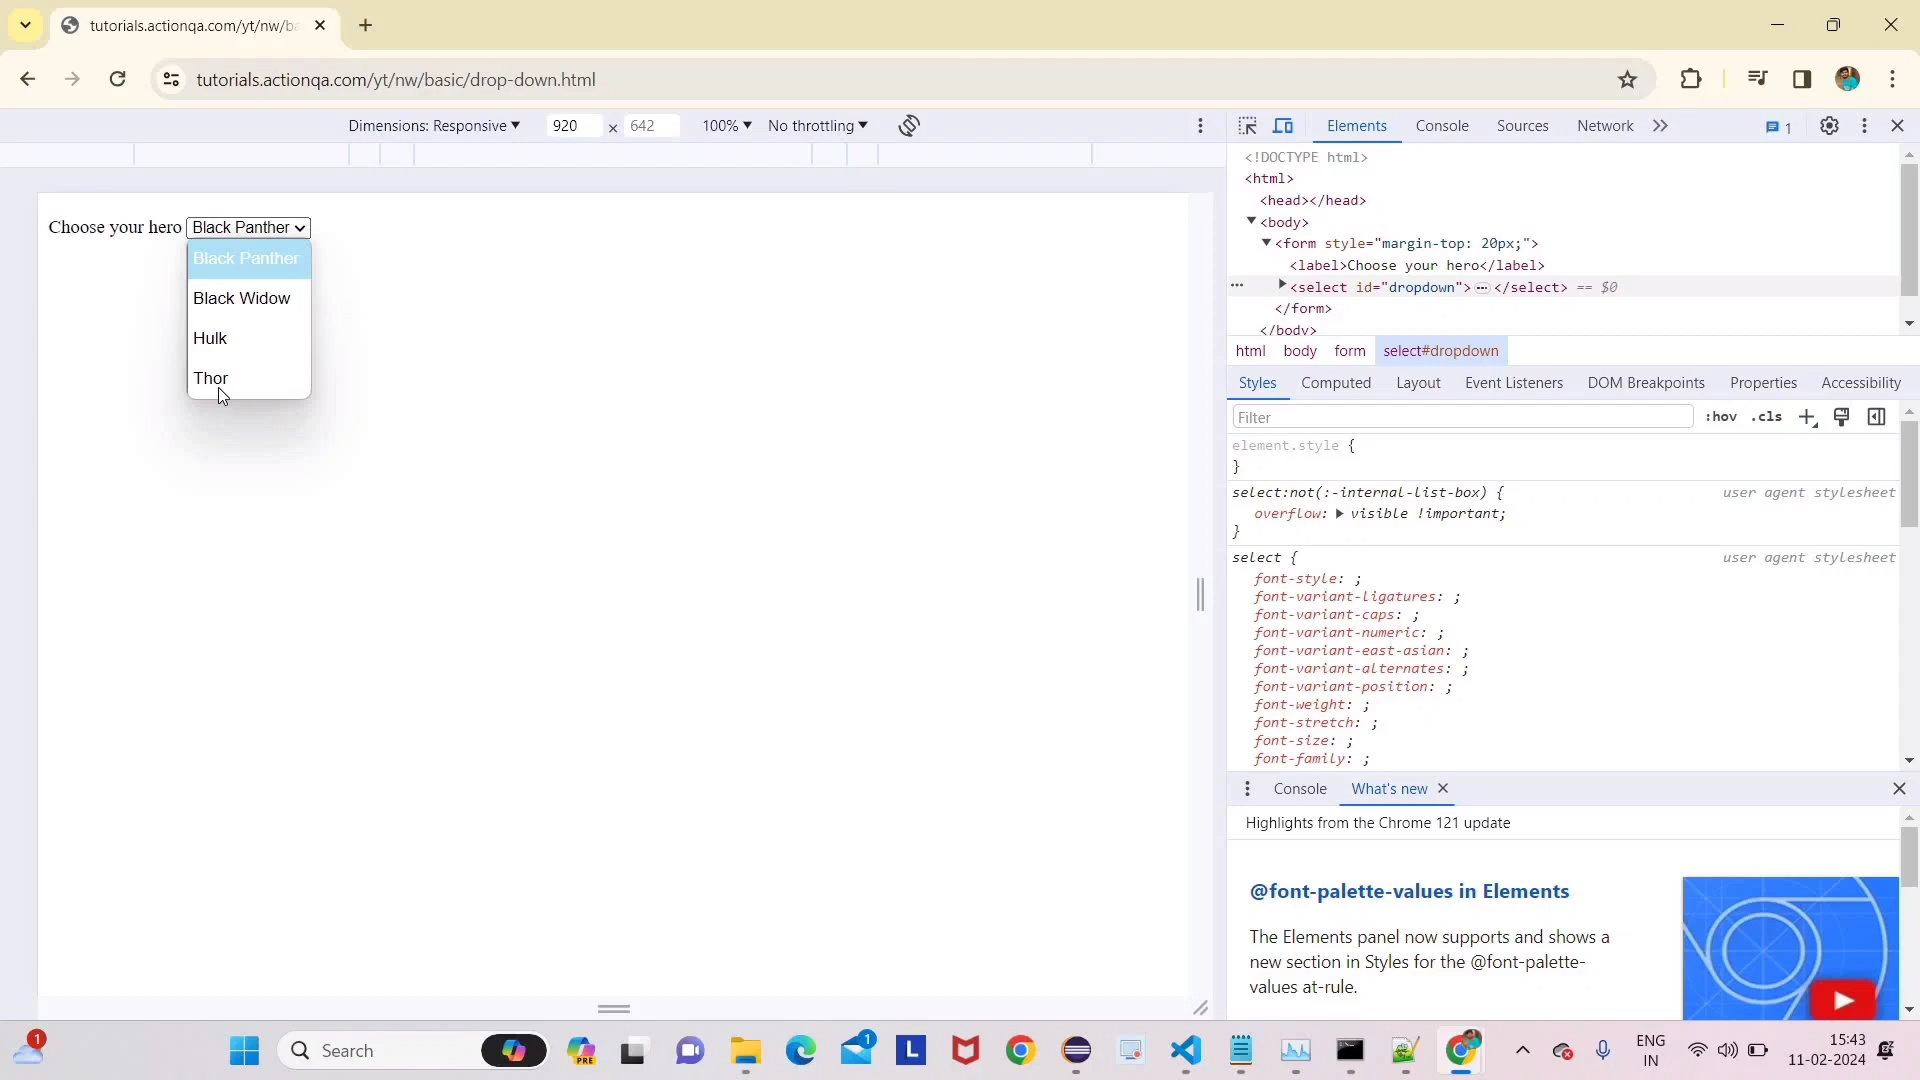 tutorials.actionqa.com/yt/nw/ba
tutorials.actionqa.com/yt/nw/basic/drop-down.html
Dimensions: Responsive ▼ 920 × 642 100% ▼ No throttling ▼
Elements Console Sources Network 1
Choose your hero Black Panther
Black Panther
Black Widow
Hulk
Thor
<!DOCTYPE html>
<html>
<head></head>
▼<body>
▼<form style="margin-top: 20px;">
<label>Choose your hero</label>
••• ▶<select id="dropdown">⋯</select> == $0
</form>
</body>
html body form select#dropdown
Styles Computed Layout Event Listeners DOM Breakpoints Properties Accessibility
Filter :hov .cls
element.style {
}
select:not(:-internal-list-box) { user agent stylesheet
overflow: ▶ visible !important;
}
select { user agent stylesheet
font-style: ;
font-variant-ligatures: ;
font-variant-caps: ;
font-variant-numeric: ;
font-variant-east-asian: ;
font-variant-alternates: ;
font-variant-position: ;
font-weight: ;
font-stretch: ;
font-size: ;
font-family: ;
Console What's new
Highlights from the Chrome 121 update
@font-palette-values in Elements
The Elements panel now supports and shows a
new section in Styles for the @font-palette-
values at-rule.
1 Search PRE 1 L
ENG
IN
15:43
11-02-2024